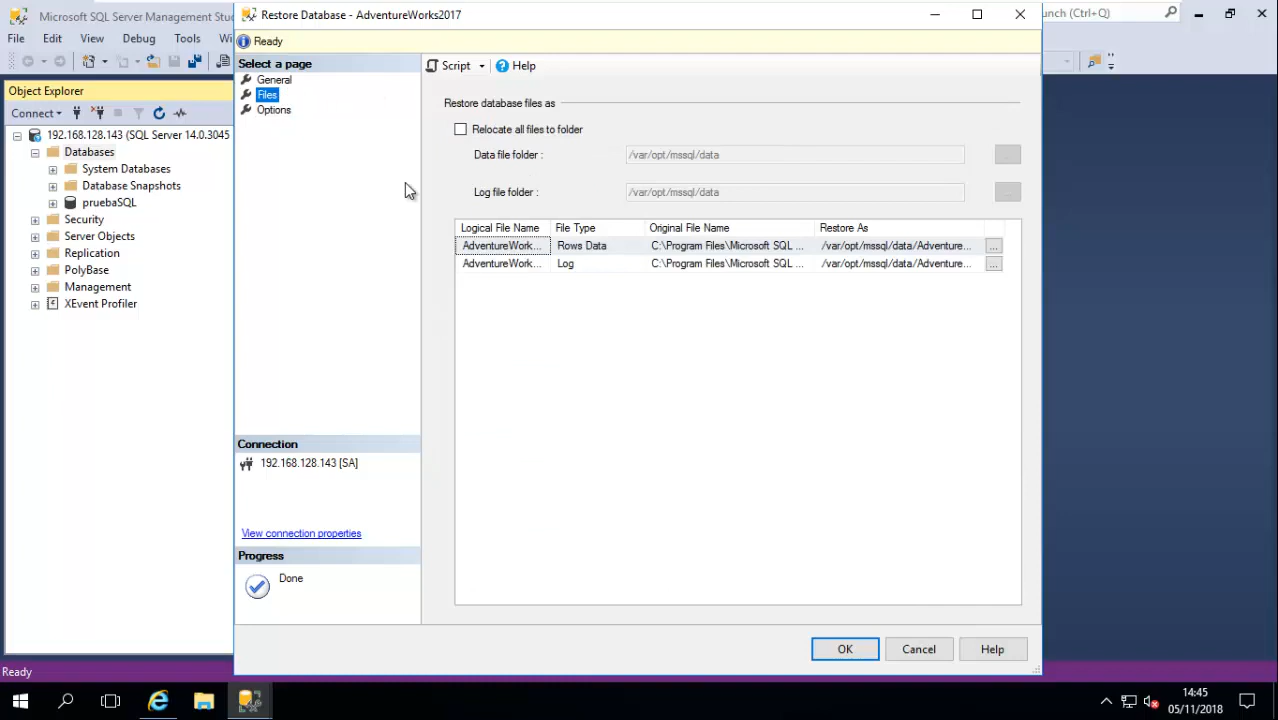 Microsoft SQL Server Management Stu
Restore Database - AdventureWorks2017
unch (Ctrl+Q)
File Edit View Debug Tools Wi
Ready
Select a page
General
Files
Options
Script Help
Object Explorer
Connect
192.168.128.143 (SQL Server 14.0.3045
Databases
System Databases
Database Snapshots
pruebaSQL
Security
Server Objects
Replication
PolyBase
Management
XEvent Profiler
Restore database files as
Relocate all files to folder
Data file folder : /var/opt/mssql/data ...
Log file folder : /var/opt/mssql/data ...
Logical File Name File Type Original File Name Restore As
AdventureWork... Rows Data C:\Program Files\Microsoft SQL ... /var/opt/mssql/data/Adventure... ...
AdventureWork... Log C:\Program Files\Microsoft SQL ... /var/opt/mssql/data/Adventure... ...
Connection
192.168.128.143 [SA]
View connection properties
Progress
Done
OK Cancel Help
Ready
14:45
05/11/2018